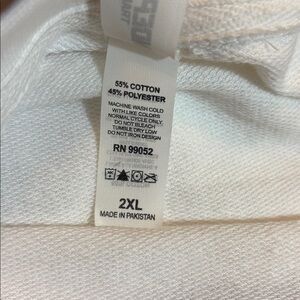 55% COTTON
45% POLYESTER
MACHINE WASH COLD
WITH LIKE COLORS
NORMAL CYCLE ONLY,
DO NOT BLEACH
TUMBLE DRY LOW
DO NOT IRON DESIGN
RN 99052
2XL
MADE IN PAKISTAN